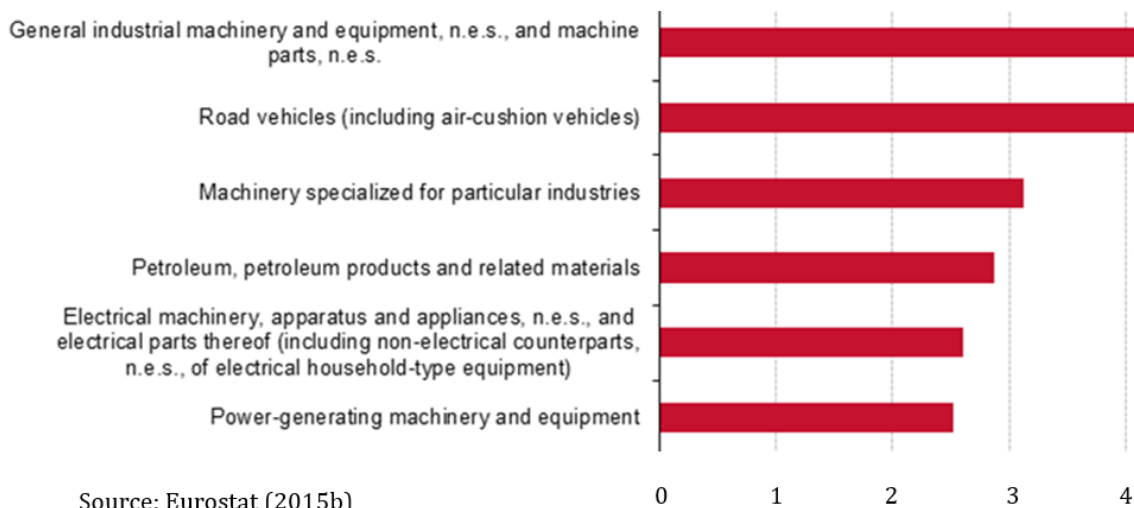 General industrial machinery and equipment, n.e.s., and machine
parts, n.e.s.
Road vehicles (including air-cushion vehicles)
Machinery specialized for particular industries
Petroleum, petroleum products and related materials
Electrical machinery, apparatus and appliances, n.e.s., and
electrical parts thereof (including non-electrical counterparts,
n.e.s., of electrical household-type equipment)
Power-generating machinery and equipment
0 1 2 3 4
Source: Eurostat (2015b)